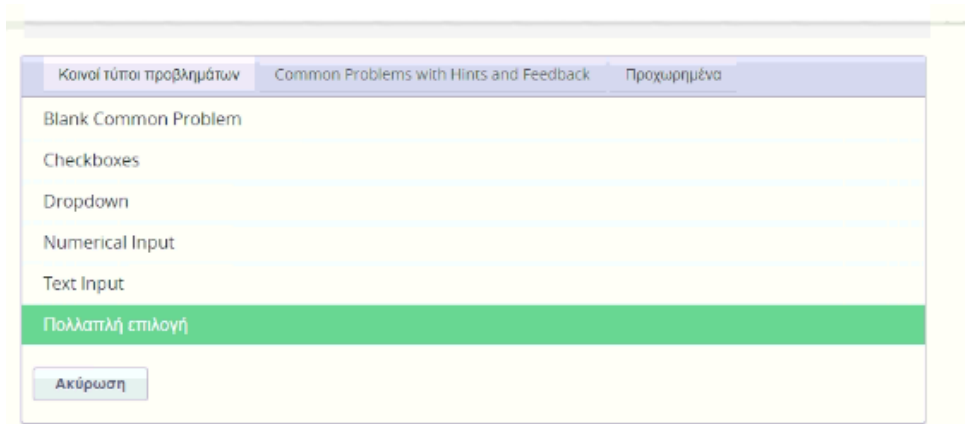 Κοινοί τύποι προβλημάτων Common Problems with Hints and Feedback Προχωρημένα
Blank Common Problem
Checkboxes
Dropdown
Numerical Input
Text Input
Πολλαπλή επιλογή
Ακύρωση